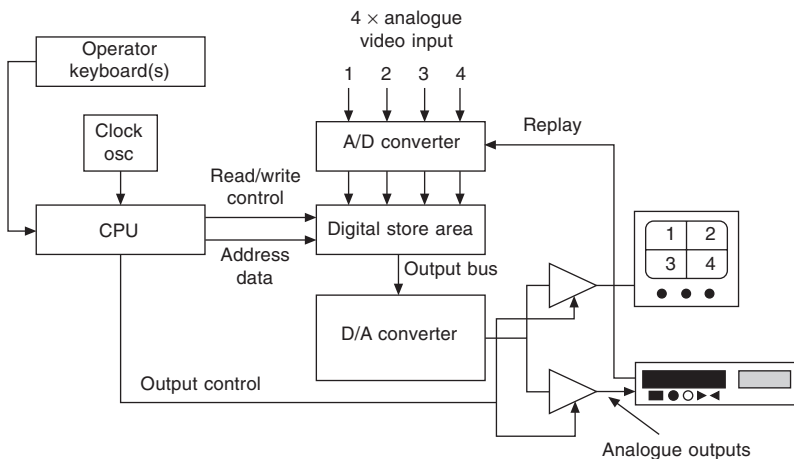 4 × analogue
video input
Operator
keyboard(s)
1 2 3 4
Clock
osc
A/D converter
Replay
Read/write
control
CPU
Digital store area
1 2
3 4
Address
data
Output bus
D/A converter
Output control
Analogue outputs